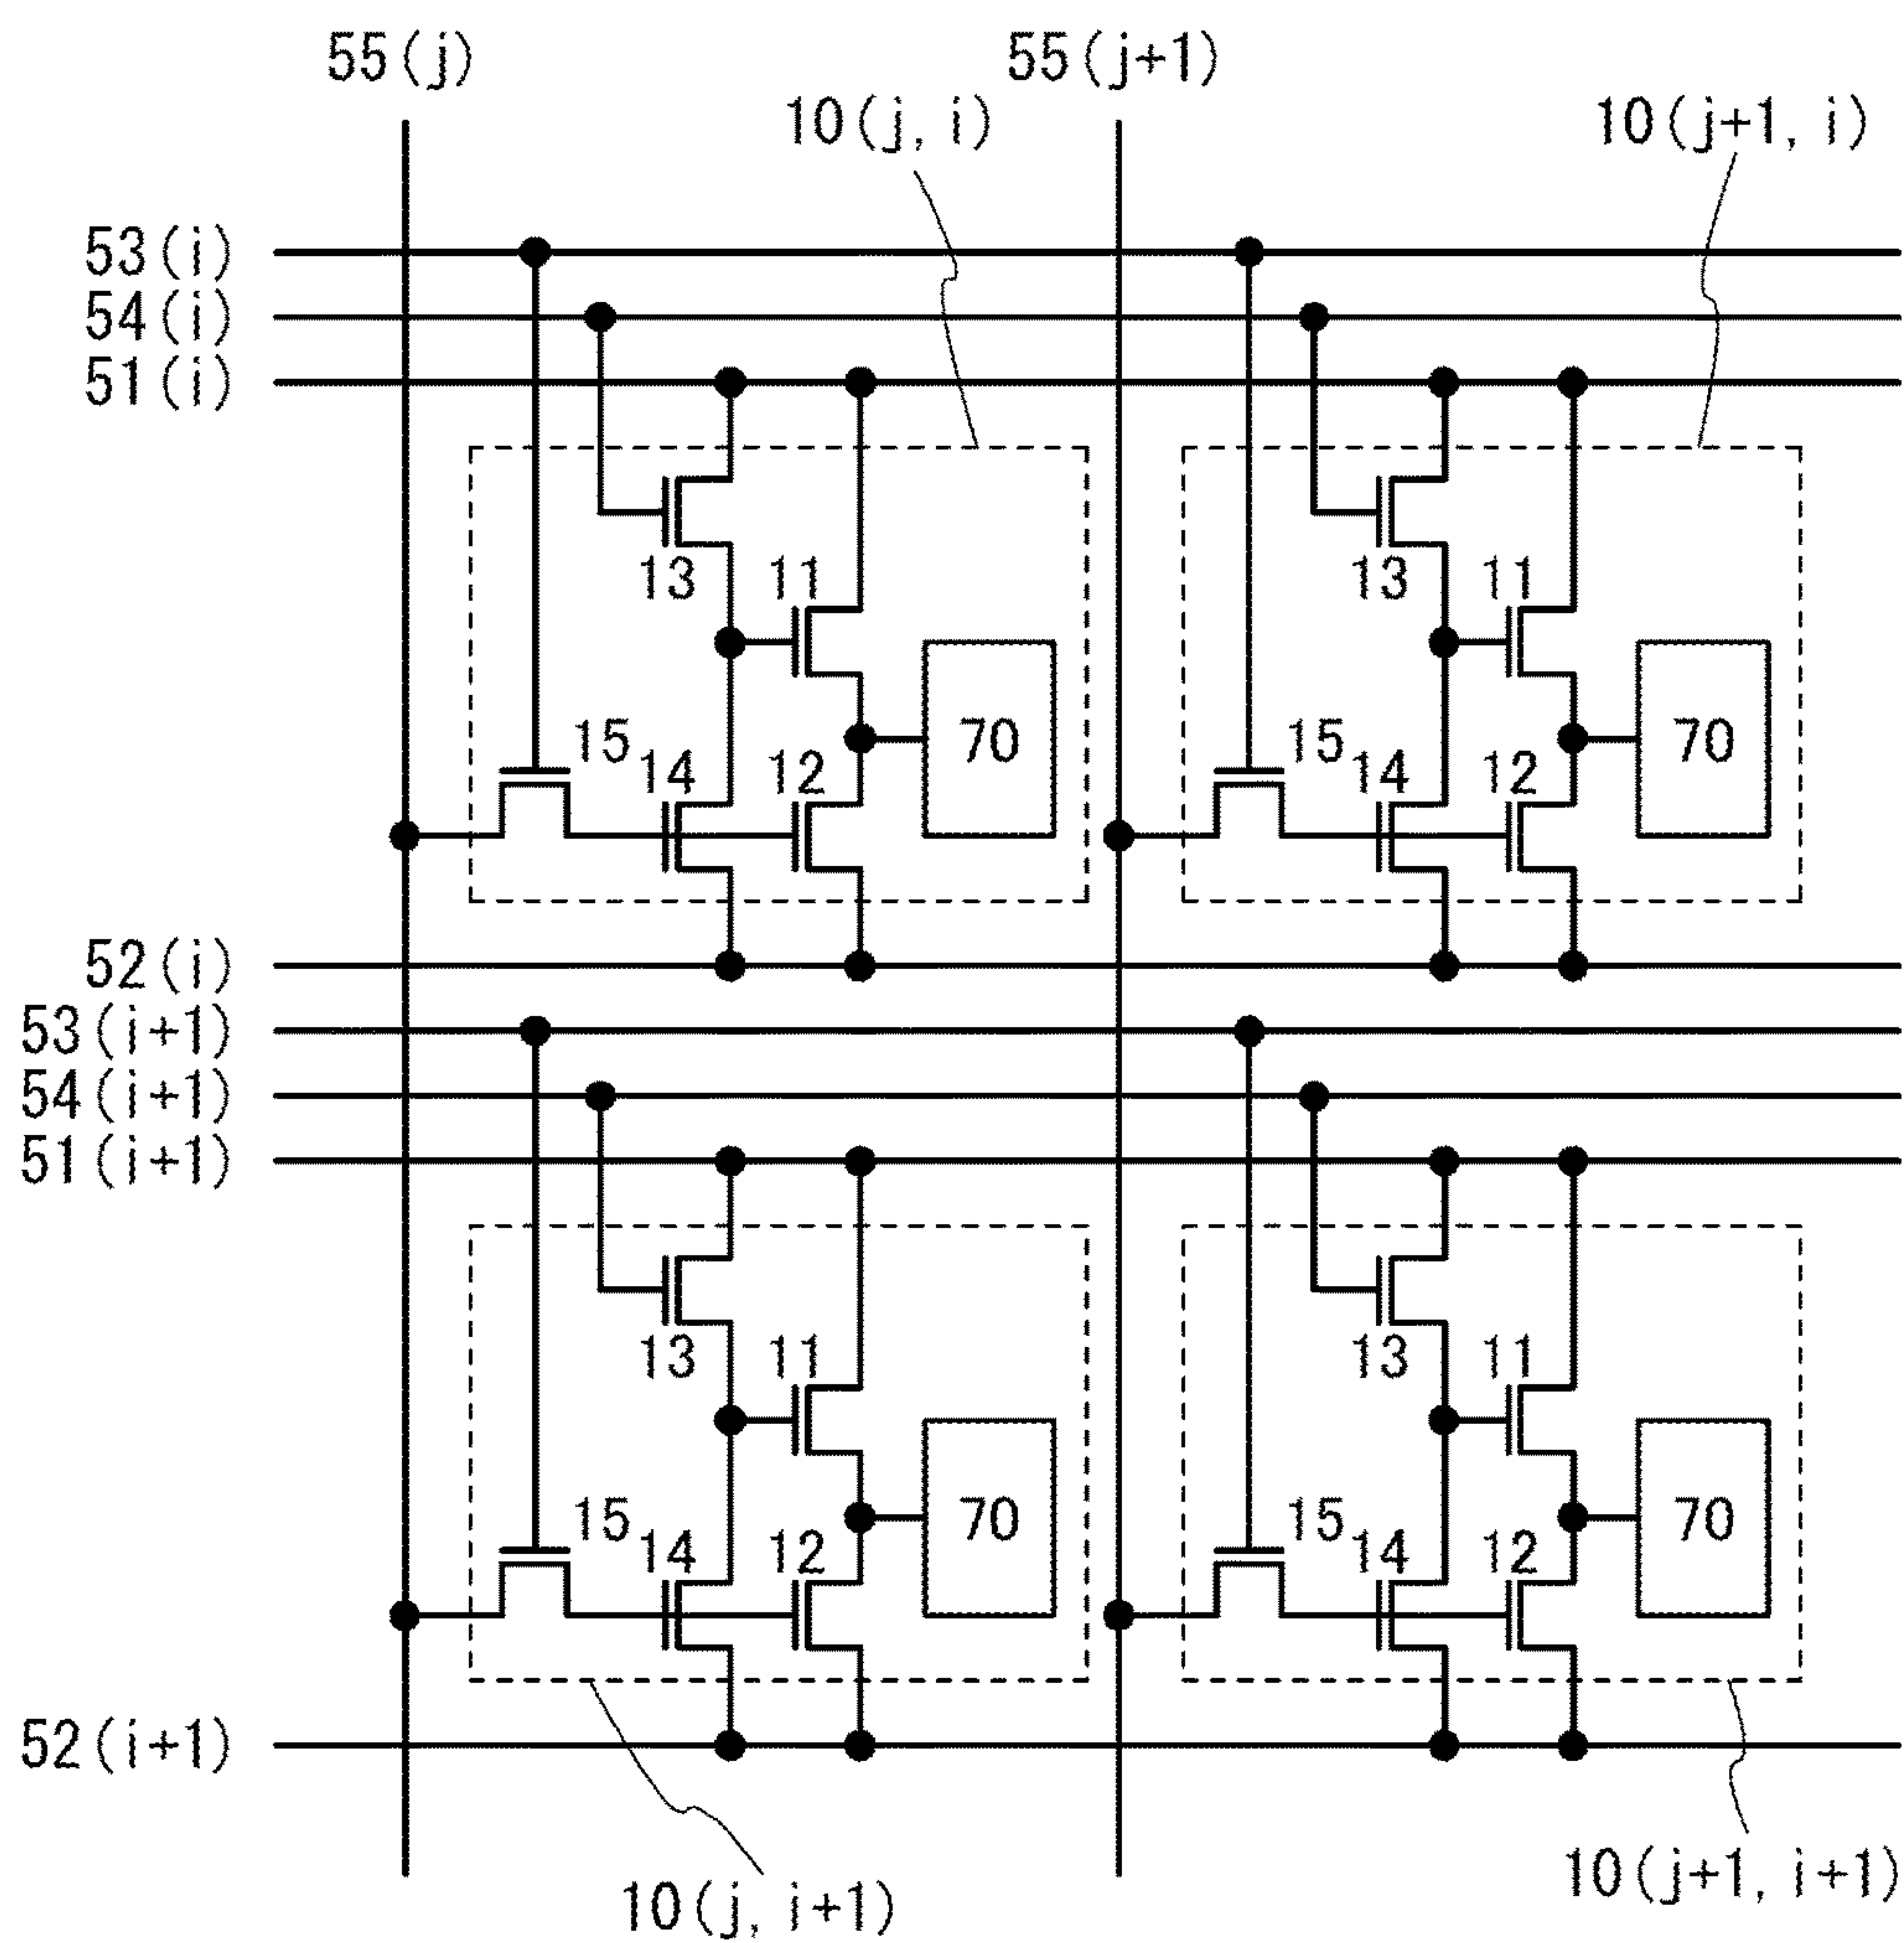 55(j) 55(j+1)
10(j, i) 10(j+1, i)
53(i)
54(i)
51(i)
13 11 13 11
15 14 12 70 15 14 12 70
52(i)
53(i+1)
54(i+1)
51(i+1)
13 11 13 11
15 14 12 70 15 14 12 70
52(i+1)
10(j, i+1) 10(j+1, i+1)